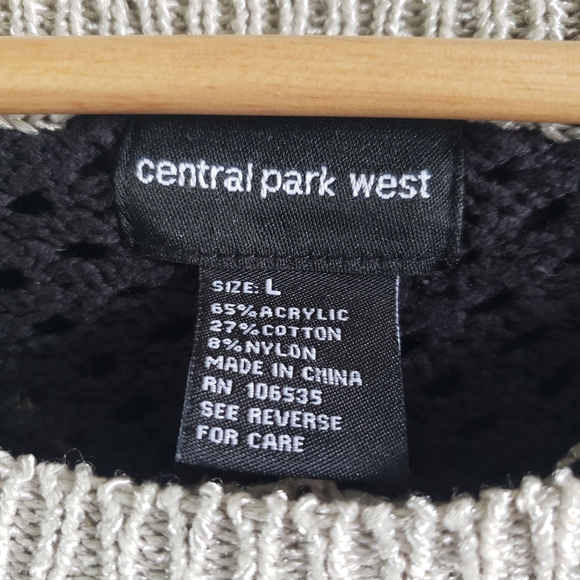 central park west
SIZE: L
65% ACRYLIC
27% COTTON
8% NYLON
MADE IN CHINA
RN 106535
SEE REVERSE
FOR CARE